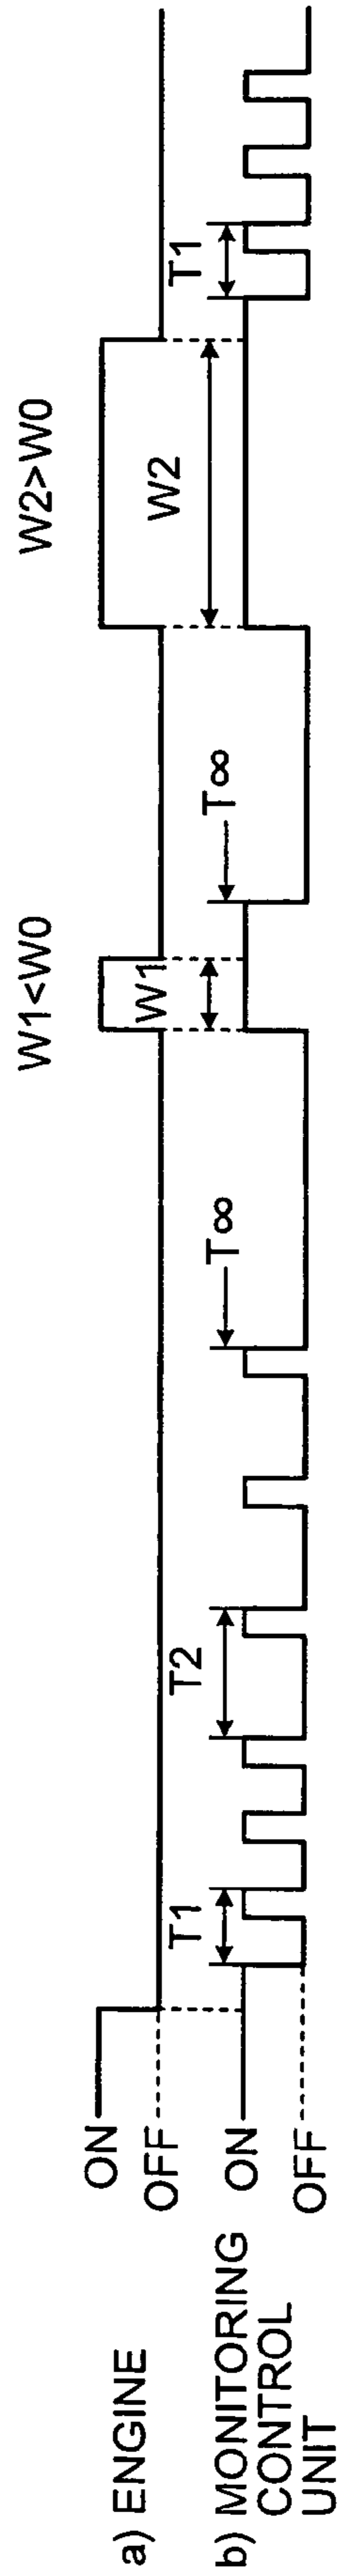 W1<W0
W2>W0
a) ENGINE
ON
OFF
W1
W2
T1
T2
T∞
T∞
T1
b) MONITORING
CONTROL
UNIT
ON
OFF